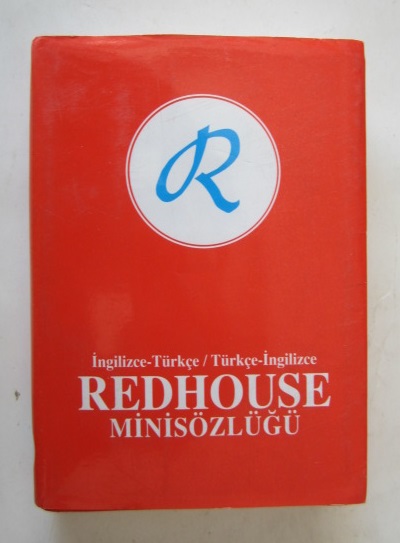 R
İngilizce-Türkçe / Türkçe-İngilizce
REDHOUSE
MİNİSÖZLÜĞÜ